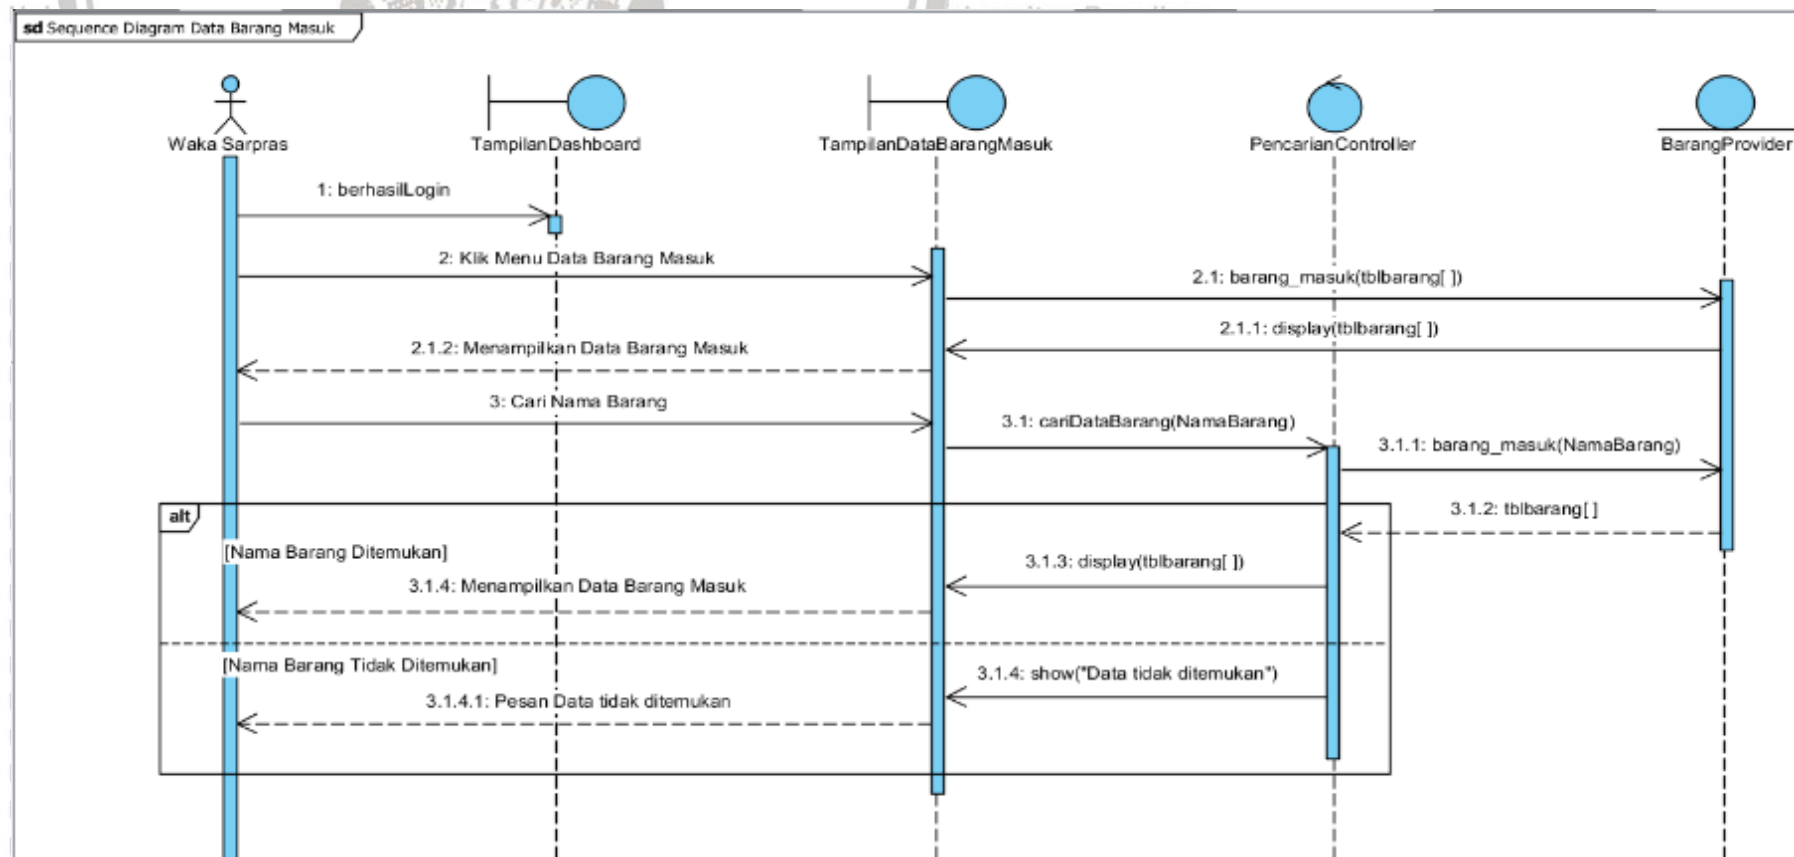 sd Sequence Diagram Data Barang Masuk
Waka Sarpras
TampilanDashboard
TampilanDataBarangMasuk
PencarianController
BarangProvider
1: berhasilLogin
2: Klik Menu Data Barang Masuk
2.1: barang_masuk(tblbarang[ ])
2.1.1: display(tblbarang[ ])
2.1.2: Menampilkan Data Barang Masuk
3: Cari Nama Barang
3.1: cariDataBarang(NamaBarang)
3.1.1: barang_masuk(NamaBarang)
3.1.2: tblbarang[ ]
alt
[Nama Barang Ditemukan]
3.1.3: display(tblbarang[ ])
3.1.4: Menampilkan Data Barang Masuk
[Nama Barang Tidak Ditemukan]
3.1.4: show("Data tidak ditemukan")
3.1.4.1: Pesan Data tidak ditemukan